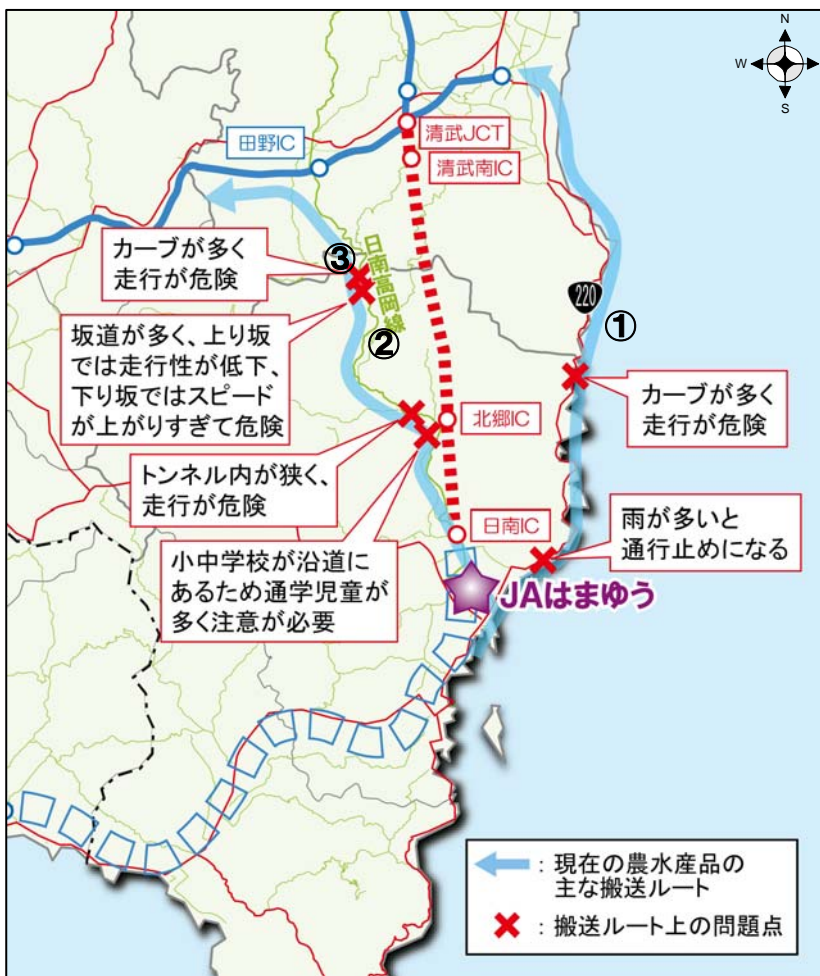 N
W
E
S
清武JCT
田野IC
清武南IC
カーブが多く
走行が危険
③
日南高岡線
220
①
坂道が多く、上り坂
では走行性が低下、
下り坂ではスピード
が上がりすぎて危険
②
カーブが多く
走行が危険
北郷IC
トンネル内が狭く、
走行が危険
日南IC
雨が多いと
通行止めになる
小中学校が沿道に
あるため通学児童が
多く注意が必要
JAはまゆう
：現在の農水産品の
主な搬送ルート
：搬送ルート上の問題点